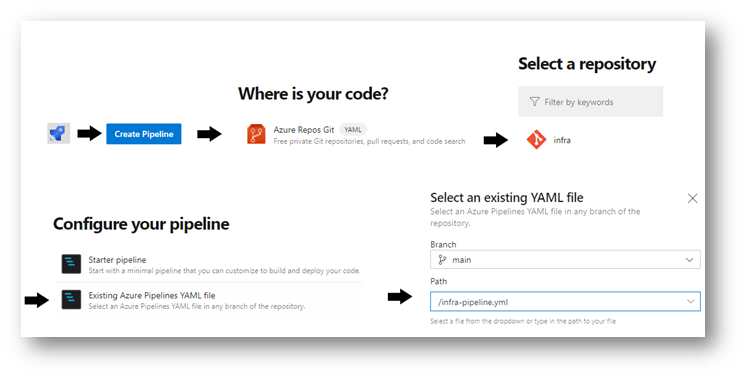 Select a repository
Where is your code?
Filter by keywords
Create Pipeline
Azure Repos Git YAML
Free private Git repositories, pull requests, and code search
infra
Configure your pipeline
Starter pipeline
Start with a minimal pipeline that you can customize to build and deploy your code.
Existing Azure Pipelines YAML file
Select an Azure Pipelines YAML file in any branch of the repository.
Select an existing YAML file
Select an Azure Pipelines YAML file in any branch of the
repository.
Branch
main
Path
/infra-pipeline.yml
Select a file from the dropdown or type in the path to your file